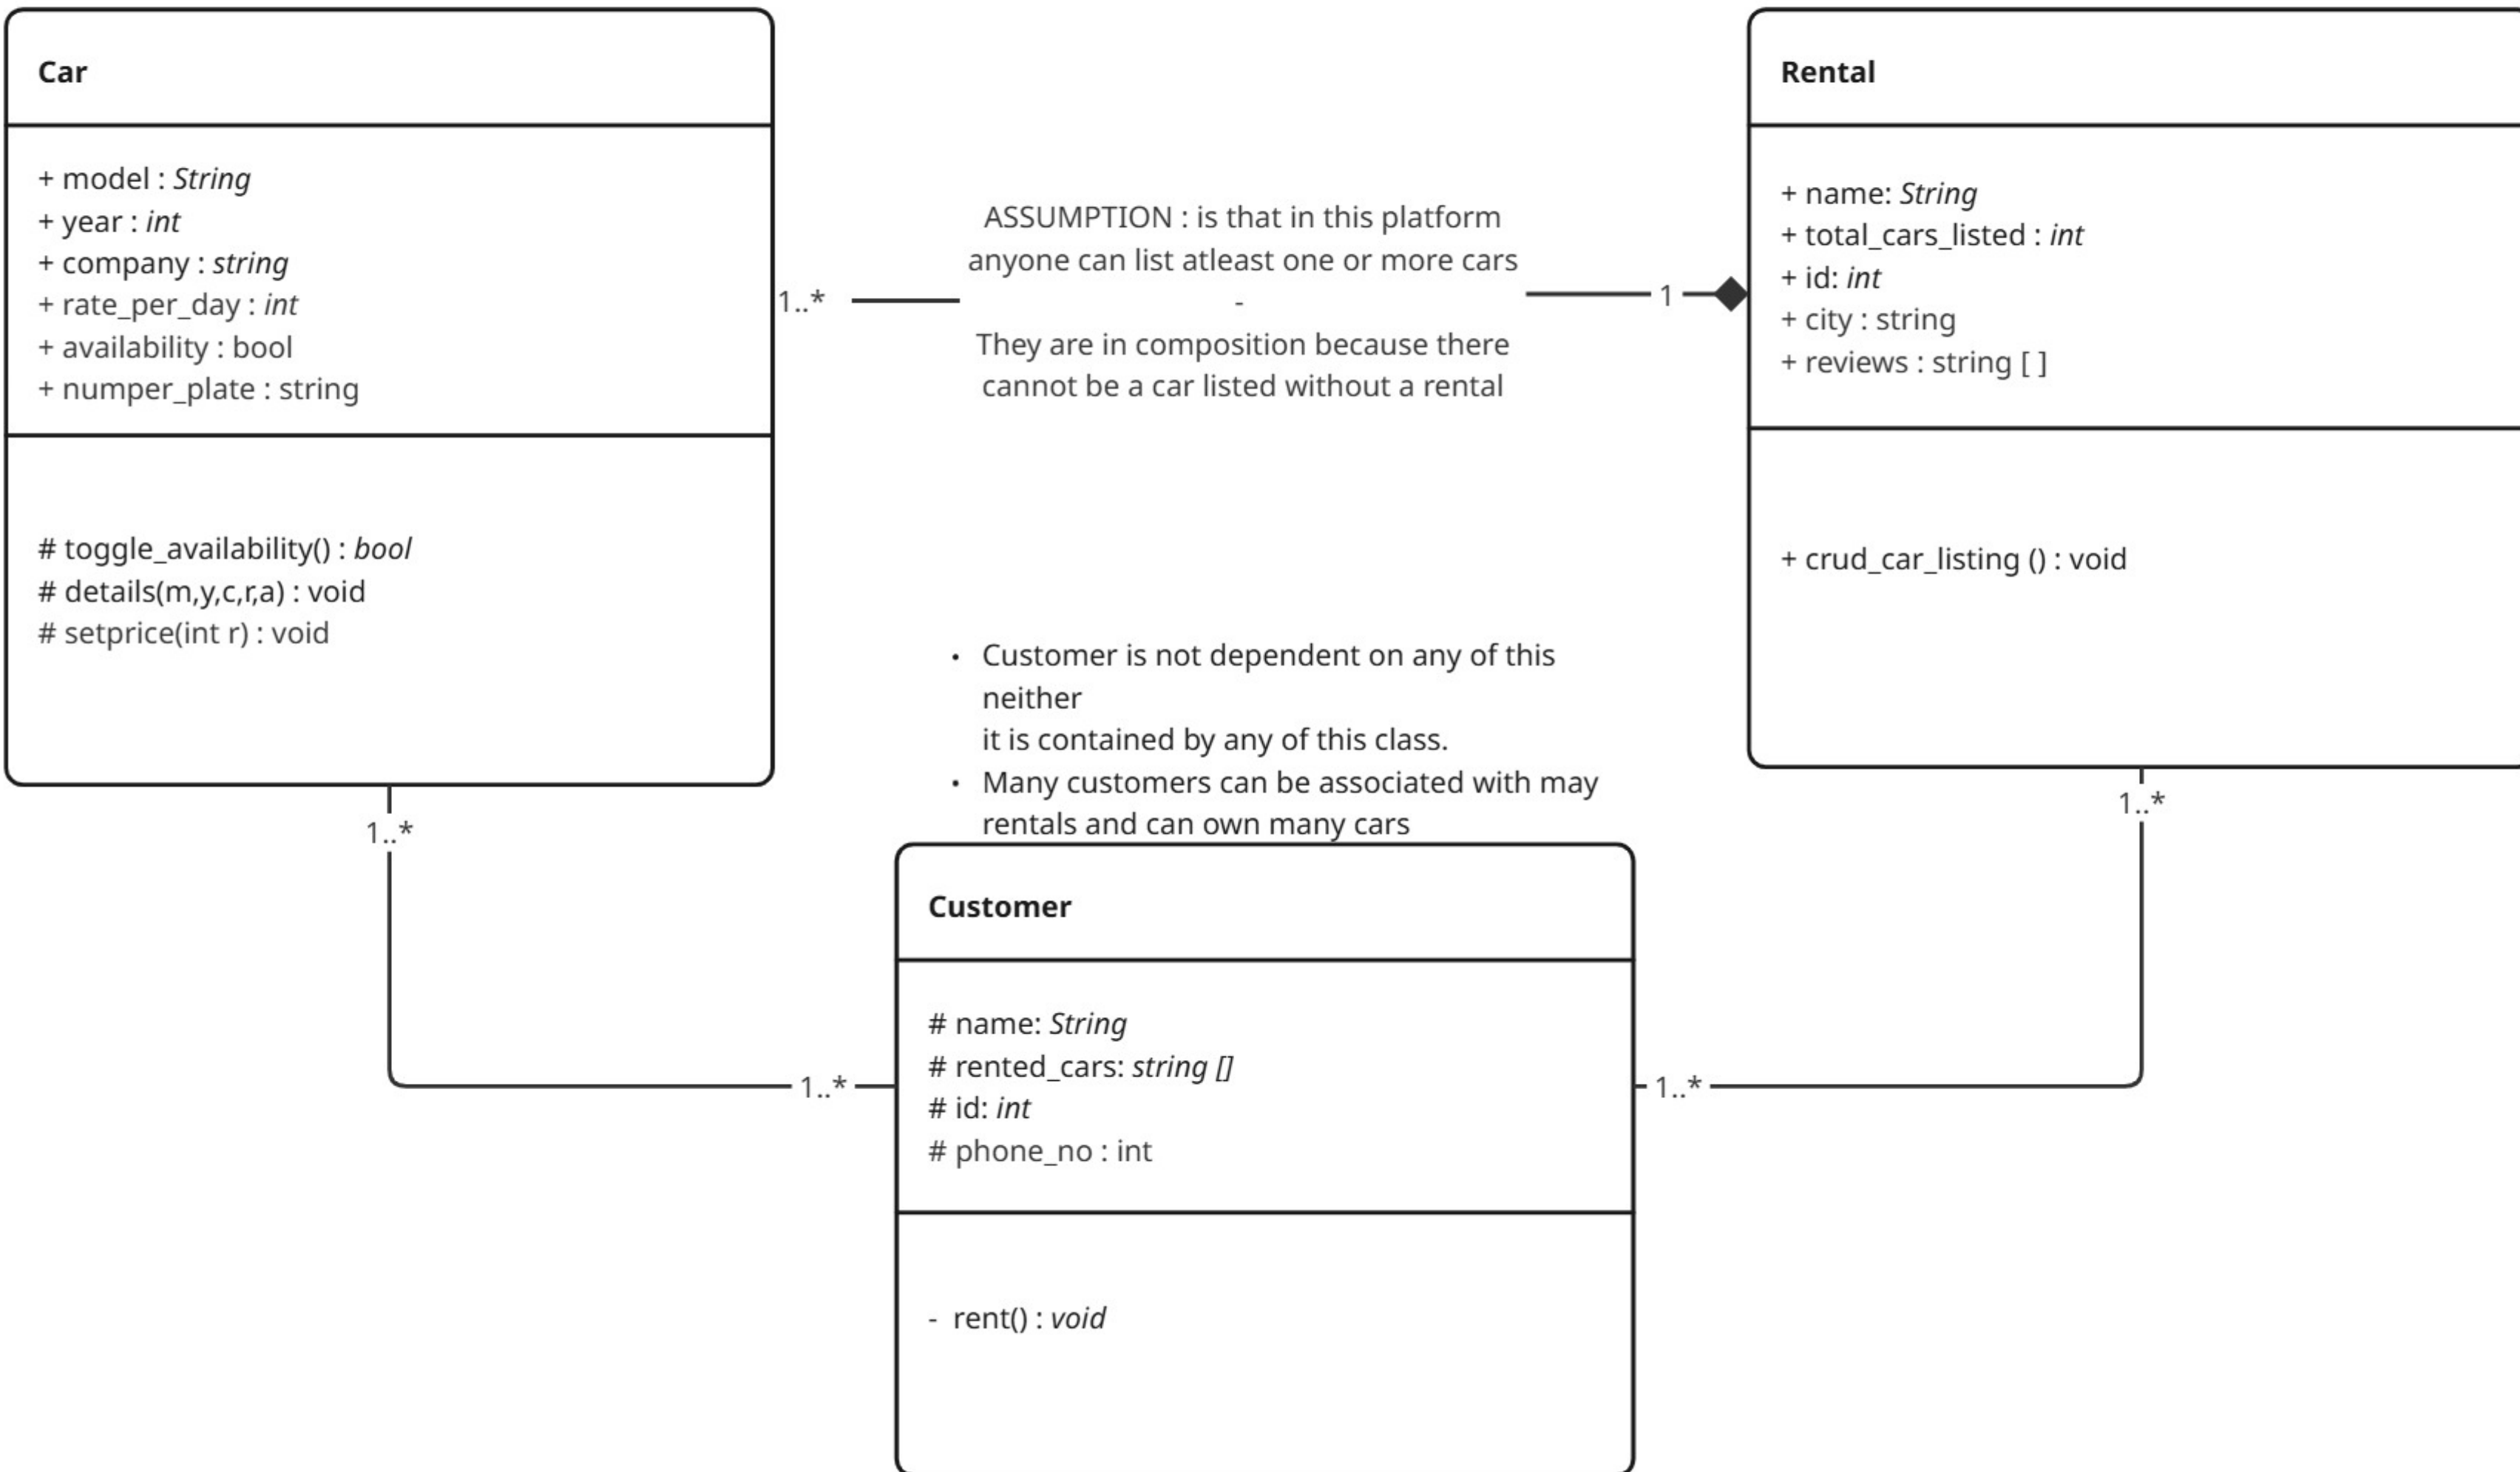 Car
+ model : String
+ year : int
+ company : string
+ rate_per_day : int
+ availability : bool
+ numper_plate : string
# toggle_availability() : bool
# details(m,y,c,r,a) : void
# setprice(int r) : void
1..*
ASSUMPTION : is that in this platform
anyone can list atleast one or more cars
-
They are in composition because there
cannot be a car listed without a rental
1
Rental
+ name: String
+ total_cars_listed : int
+ id: int
+ city : string
+ reviews : string [ ]
+ crud_car_listing () : void
• Customer is not dependent on any of this
neither
it is contained by any of this class.
• Many customers can be associated with may
rentals and can own many cars
1..*
1..*
Customer
# name: String
# rented_cars: string []
# id: int
# phone_no : int
- rent() : void
1..*
1..*